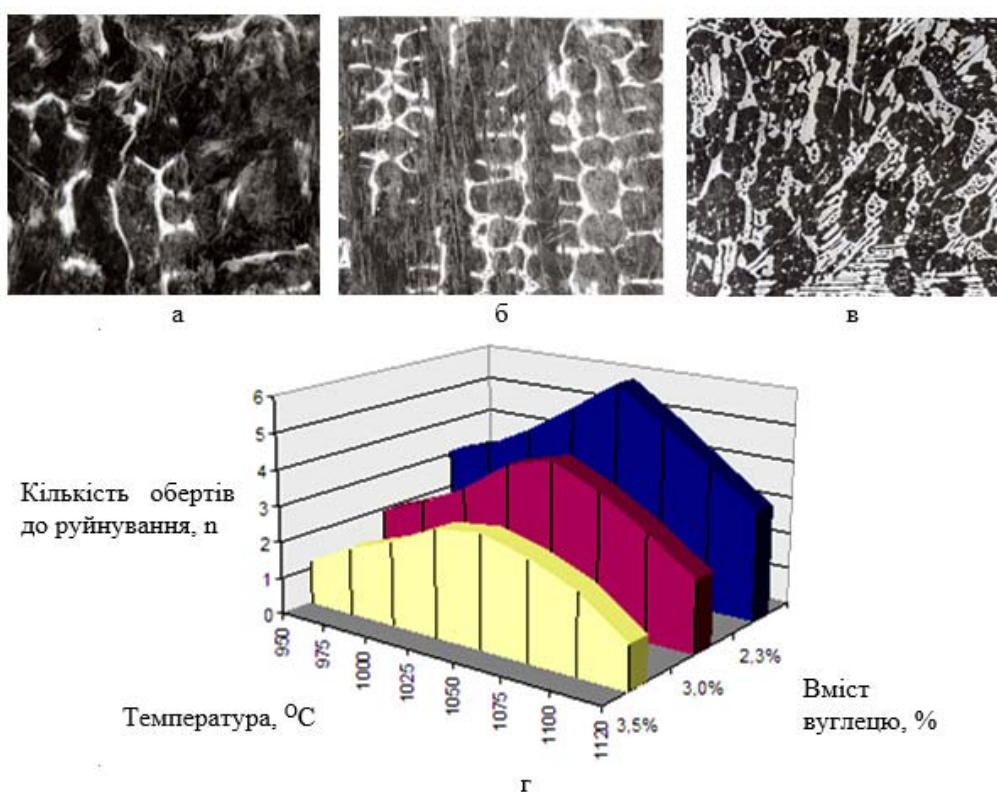 а
б
в
6
5
4
3
2
1
0
Кількість обертів
до руйнування, n
950
975
1000
1025
1050
1075
1100
1120
Температура, ⁰С
3,5%
3.0%
2,3%
Вміст
вуглецю, %
г